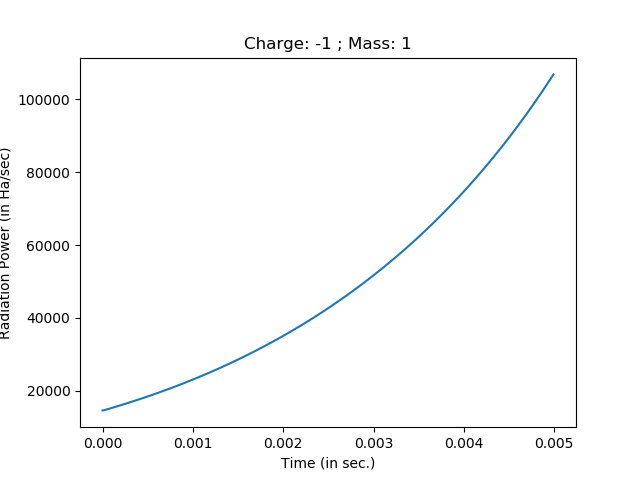 Charge: -1 ; Mass: 1
100000
80000
60000
40000
20000
Radiation Power (in Ha/sec)
0.000 0.001 0.002 0.003 0.004 0.005
Time (in sec.)